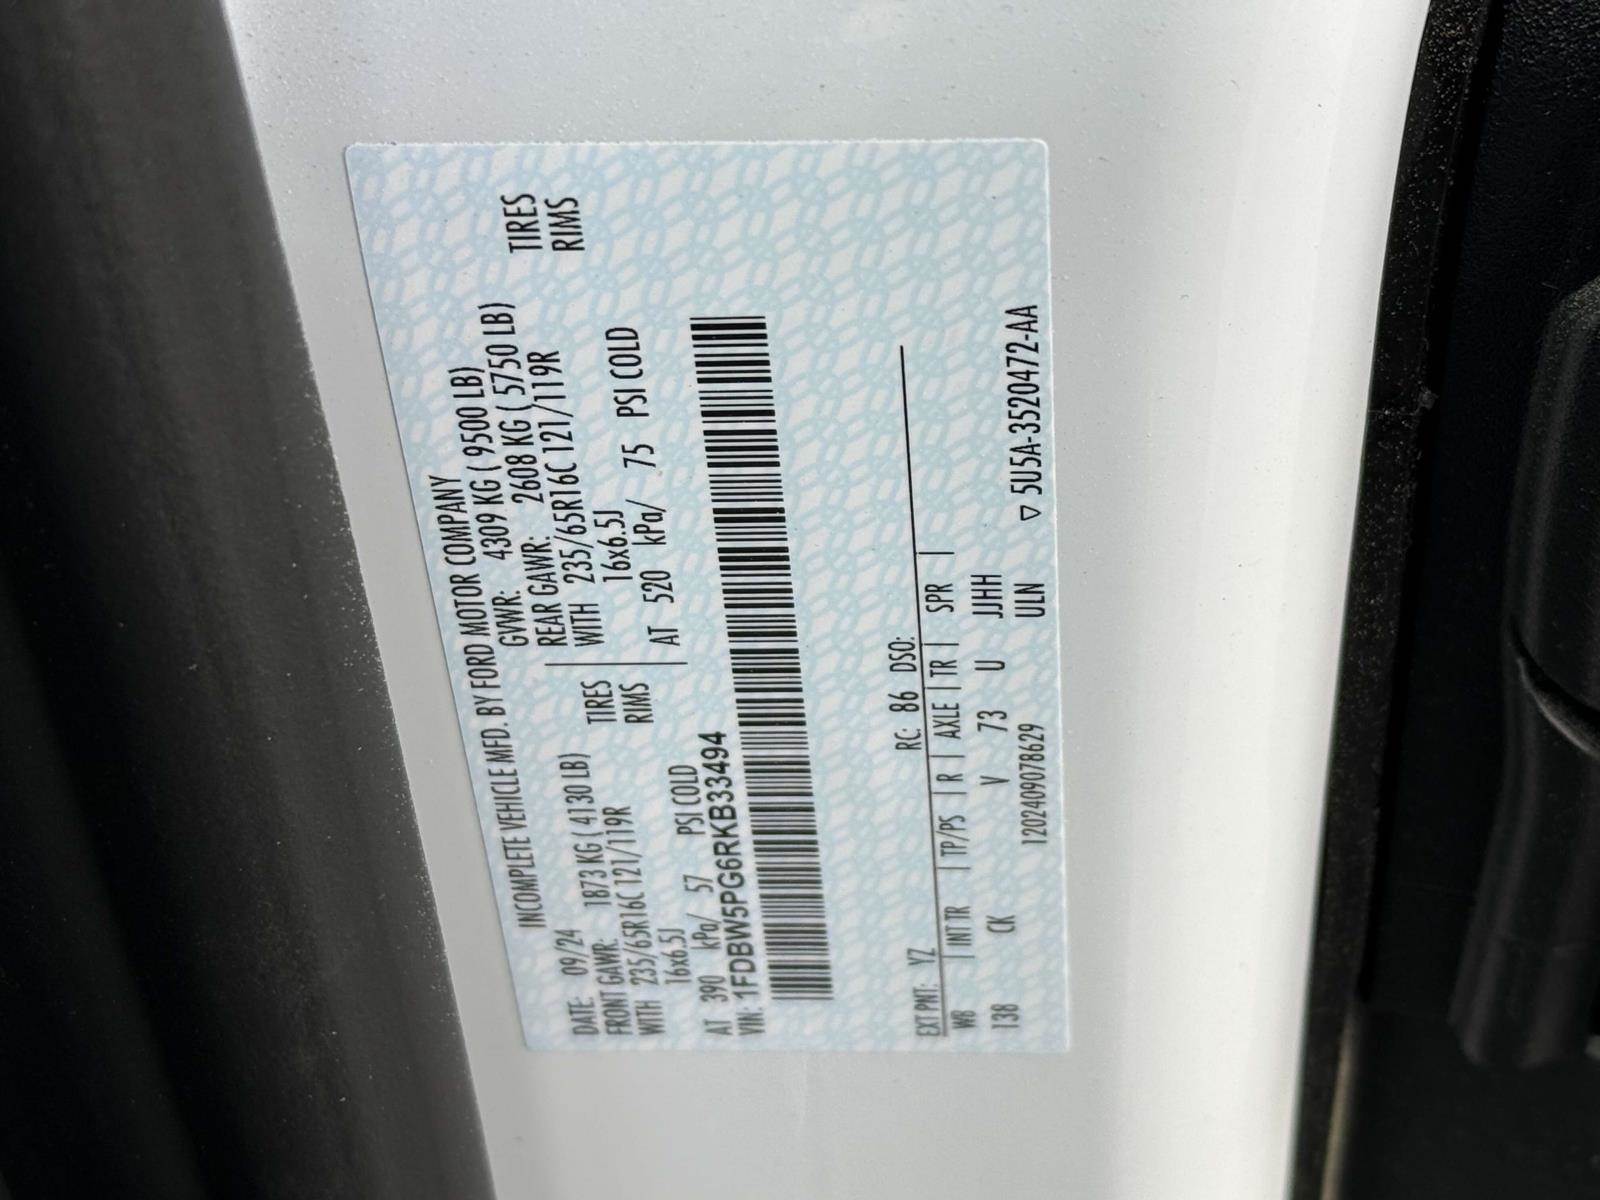 INCOMPLETE VEHICLE MFD. BY FORD MOTOR COMPANY
DATE: 09/24 GVWR: 4309 KG ( 9500 LB)
FRONT GAWR: 1873 KG ( 4130 LB) REAR GAWR: 2608 KG ( 5750 LB)
WITH 235/65R16C 121/119R TIRES WITH 235/65R16C 121/119R TIRES
16x6.5J RIMS 16x6.5J RIMS
AT 390 kPa/ 57 PSI COLD AT 520 kPa/ 75 PSI COLD
VIN: 1FDBW5PG6RKB33494
EXT PNT: YZ RC: 86 DSO:
WB | INT TR | TP/PS | R | AXLE | TR | SPR |
138 CK V 73 U JJHH
1202409078629 ULN ▽ 5U5A-3520472-AA